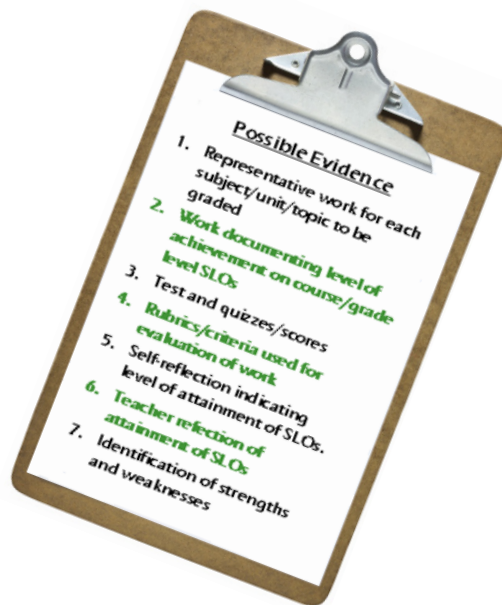 Possible Evidence
1. Representative work for each
subject/unit/topic to be
graded
2. Work documenting level of
achievement on course/grade
level SLOs
3. Test and quizzes/scores
4. Rubrics/criteria used for
evaluation of work
5. Self-reflection indicating
level of attainment of SLOs.
6. Teacher refection of
attainment of SLOs
7. Identification of strengths
and weaknesses